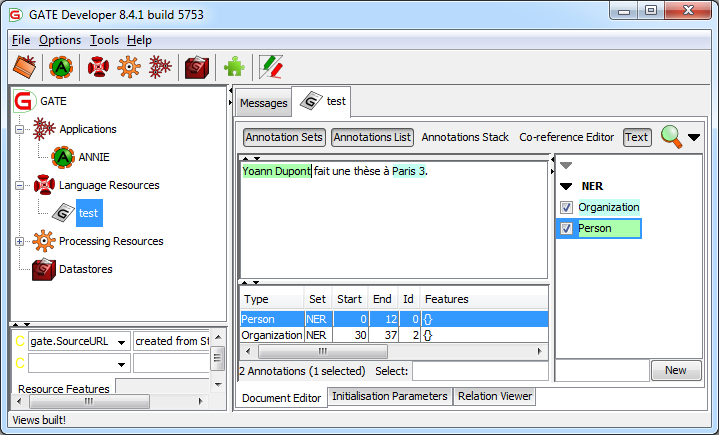 GATE Developer 8.4.1 build 5753
File Options Tools Help
GATE
Applications
ANNIE
Language Resources
test
Processing Resources
Datastores
gate.SourceURL created from St
Resource Features
Messages test
Annotation Sets Annotations List Annotations Stack Co-reference Editor Text
Yoann Dupont fait une thèse à Paris 3.
NER
Organization
Person
Type Set Start End Id Features
Person NER 0 12 0 {}
Organization NER 30 37 2 {}
2 Annotations (1 selected) Select:
New
Document Editor Initialisation Parameters Relation Viewer
Views built!